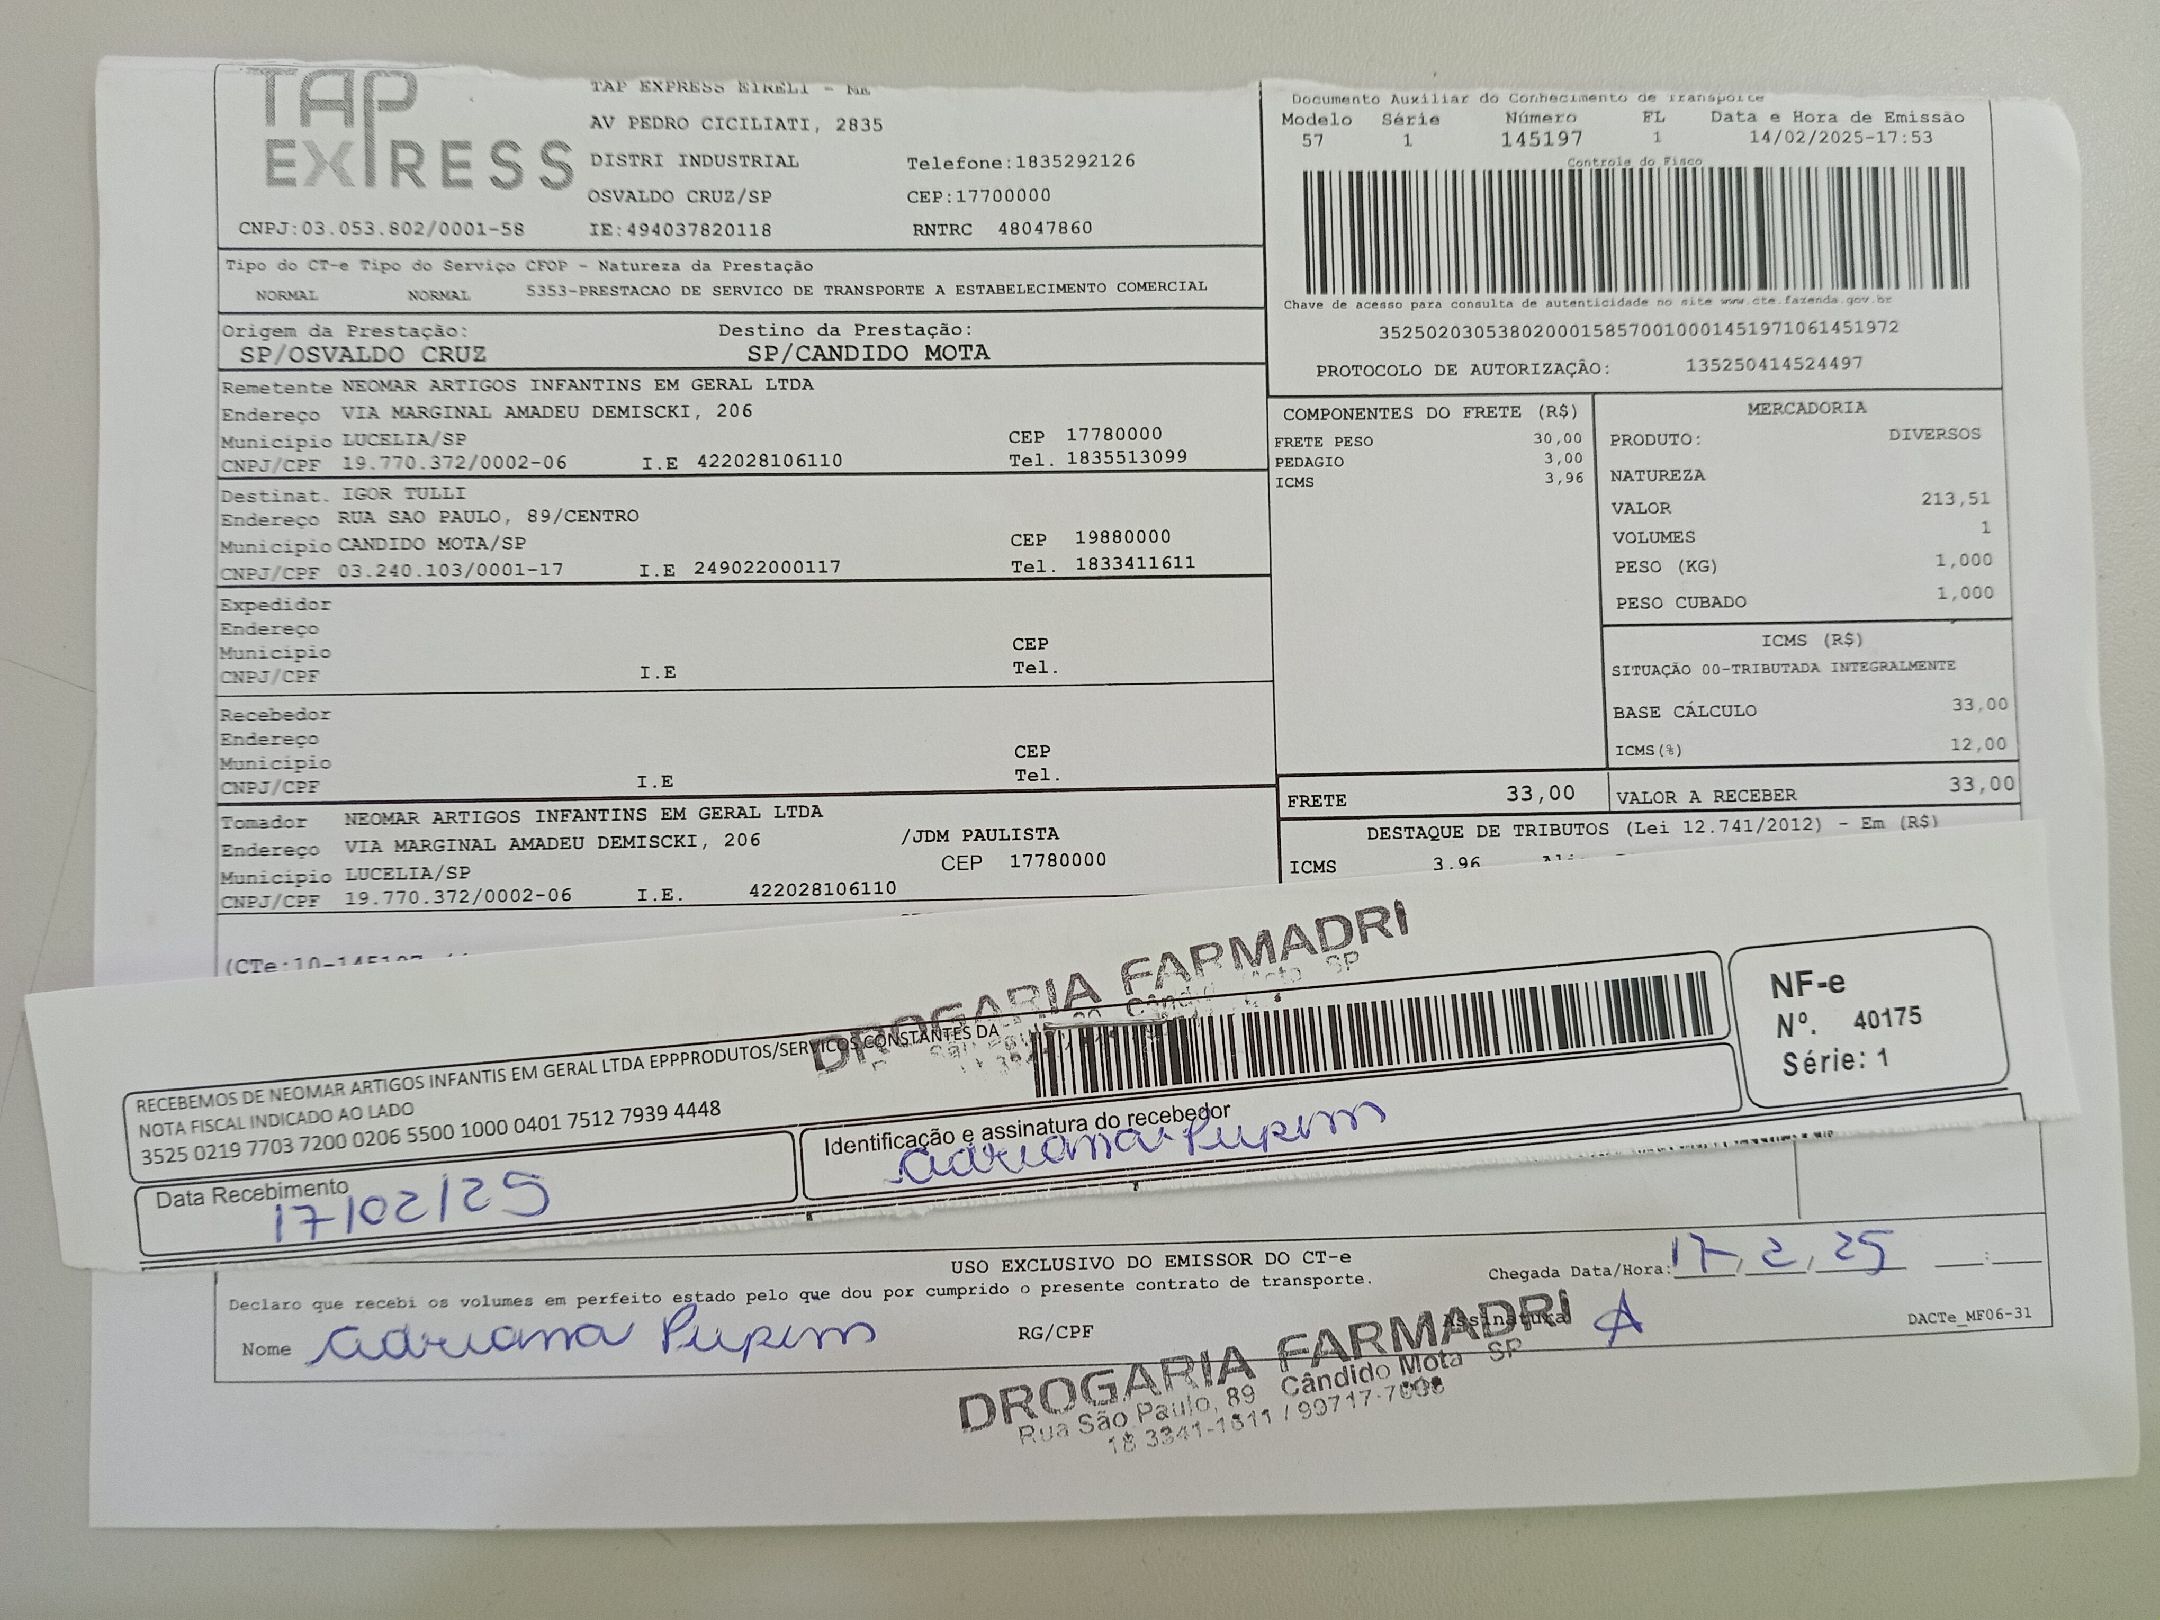 TAP EXPRESS
TAP EXPRESS EIRELI - ME
AV PEDRO CICILIATI, 2835
DISTRI INDUSTRIAL Telefone:1835292126
OSVALDO CRUZ/SP CEP:17700000
CNPJ:03.053.802/0001-58 IE:494037820118 RNTRC 48047860
Documento Auxiliar do Conhecimento de Transporte
Modelo Série Número FL Data e Hora de Emissão
57 1 145197 1 14/02/2025-17:53
Controle do Fisco
Chave de acesso para consulta de autenticidade no site www.cte.fazenda.gov.br
35250203053802000158570010001451971061451972
PROTOCOLO DE AUTORIZAÇÃO: 135250414524497
Tipo do CT-e Tipo do Serviço CFOP - Natureza da Prestação
NORMAL NORMAL 5353-PRESTACAO DE SERVICO DE TRANSPORTE A ESTABELECIMENTO COMERCIAL
Origem da Prestação: Destino da Prestação:
SP/OSVALDO CRUZ SP/CANDIDO MOTA
Remetente NEOMAR ARTIGOS INFANTINS EM GERAL LTDA
Endereço VIA MARGINAL AMADEU DEMISCKI, 206
Municipio LUCELIA/SP CEP 17780000
CNPJ/CPF 19.770.372/0002-06 I.E 422028106110 Tel. 1835513099
Destinat. IGOR TULLI
Endereço RUA SAO PAULO, 89/CENTRO
Municipio CANDIDO MOTA/SP CEP 19880000
CNPJ/CPF 03.240.103/0001-17 I.E 249022000117 Tel. 1833411611
Expedidor
Endereço
Municipio CEP
CNPJ/CPF I.E Tel.
Recebedor
Endereço
Municipio CEP
CNPJ/CPF I.E Tel.
Tomador NEOMAR ARTIGOS INFANTINS EM GERAL LTDA
Endereço VIA MARGINAL AMADEU DEMISCKI, 206 /JDM PAULISTA
Municipio LUCELIA/SP CEP 17780000
CNPJ/CPF 19.770.372/0002-06 I.E. 422028106110
COMPONENTES DO FRETE (R$)
FRETE PESO 30,00
PEDAGIO 3,00
ICMS 3,96
MERCADORIA
PRODUTO: DIVERSOS
NATUREZA
VALOR 213,51
VOLUMES 1
PESO (KG) 1,000
PESO CUBADO 1,000
ICMS (R$)
SITUAÇÃO 00-TRIBUTADA INTEGRALMENTE
BASE CÁLCULO 33,00
ICMS(%) 12,00
FRETE 33,00 VALOR A RECEBER 33,00
DESTAQUE DE TRIBUTOS (Lei 12.741/2012) - Em (R$)
ICMS 3.96
(CTe:10-145197
DROGARIA FARMADRI
RECEBEMOS DE NEOMAR ARTIGOS INFANTIS EM GERAL LTDA EPPPRODUTOS/SERVICOS CONSTANTES DA
NOTA FISCAL INDICADO AO LADO
3525 0219 7703 7200 0206 5500 1000 0401 7512 7939 4448
NF-e
Nº. 40175
Série: 1
Data Recebimento
17/02/25
Identificação e assinatura do recebedor
adriana Pupim
USO EXCLUSIVO DO EMISSOR DO CT-e
Declaro que recebi os volumes em perfeito estado pelo que dou por cumprido o presente contrato de transporte.
Chegada Data/Hora: 17, 2, 25 :
Nome adriana Pupim RG/CPF Assinatura A
DACTe_MF06-31
DROGARIA FARMADRI
Rua São Paulo, 89 Cândido Mota SP